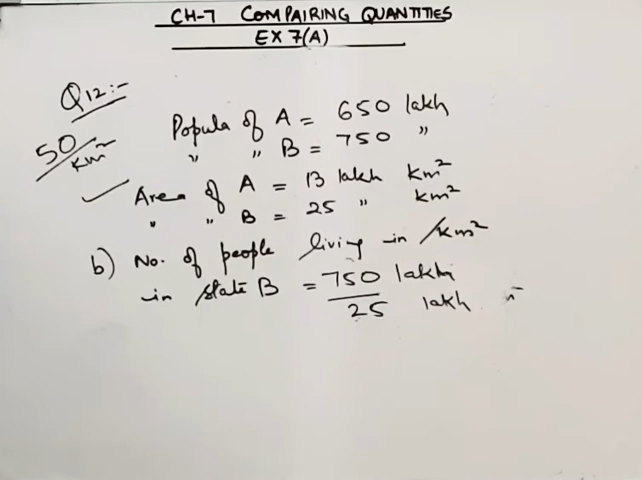 CH-7 COMPAIRING QUANTITIES
EX 7(A)
Q12:-
50/km²
Popula of A = 650 lakh
" " B = 750 "
Area of A = 13 lakh km²
" " B = 25 " km²
b) No. of people living in /km²
in state B = 750 lakh
25 lakh